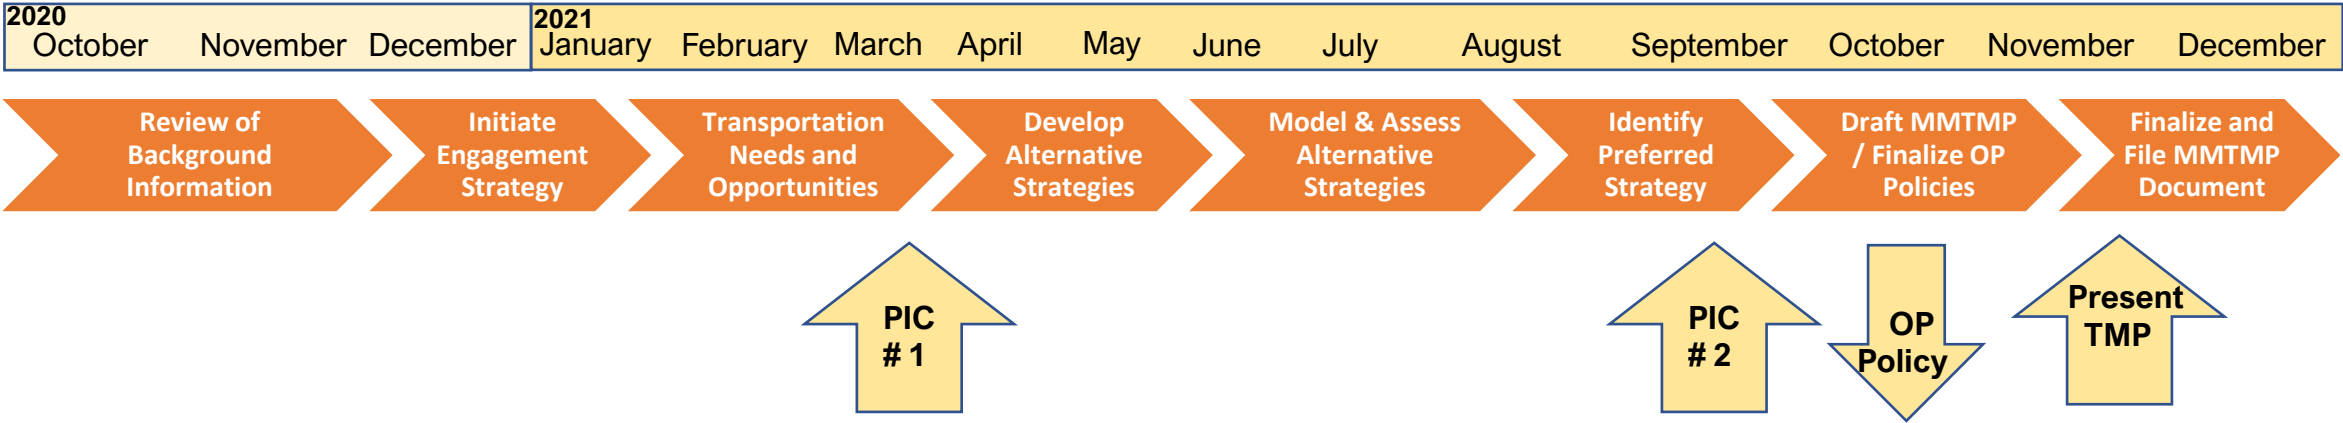 2020
2021
October November December January February March April May June July August September October November December
Review of
Background
Information
Initiate
Engagement
Strategy
Transportation
Needs and
Opportunities
Develop
Alternative
Strategies
Model & Assess
Alternative
Strategies
Identify
Preferred
Strategy
Draft MMTMP
/ Finalize OP
Policies
Finalize and
File MMTMP
Document
PIC
# 1
PIC
# 2
OP
Policy
Present
TMP